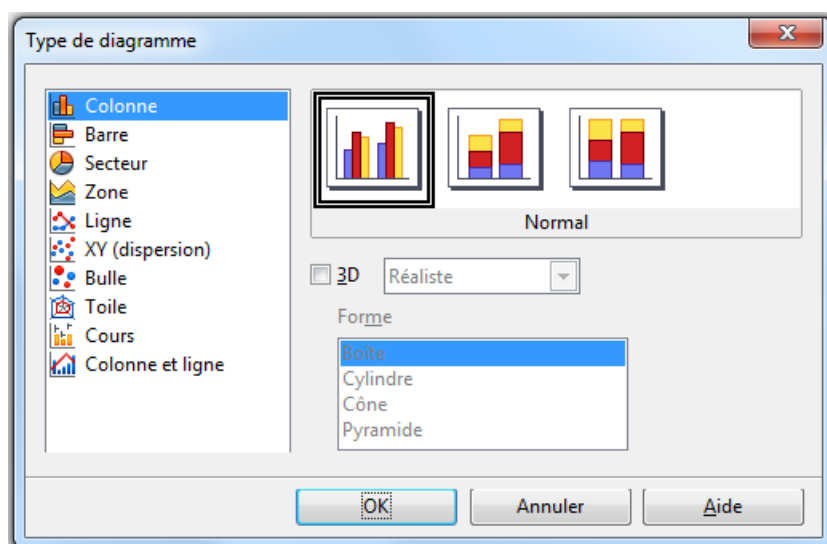 Type de diagramme
Colonne
Barre
Secteur
Zone
Ligne
XY (dispersion)
Bulle
Toile
Cours
Colonne et ligne
Normal
3D
Réaliste
Forme
Boîte
Cylindre
Cône
Pyramide
OK
Annuler
Aide